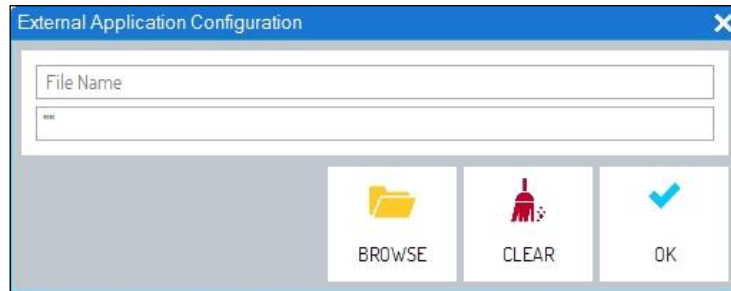 External Application Configuration
File Name
""
BROWSE CLEAR OK